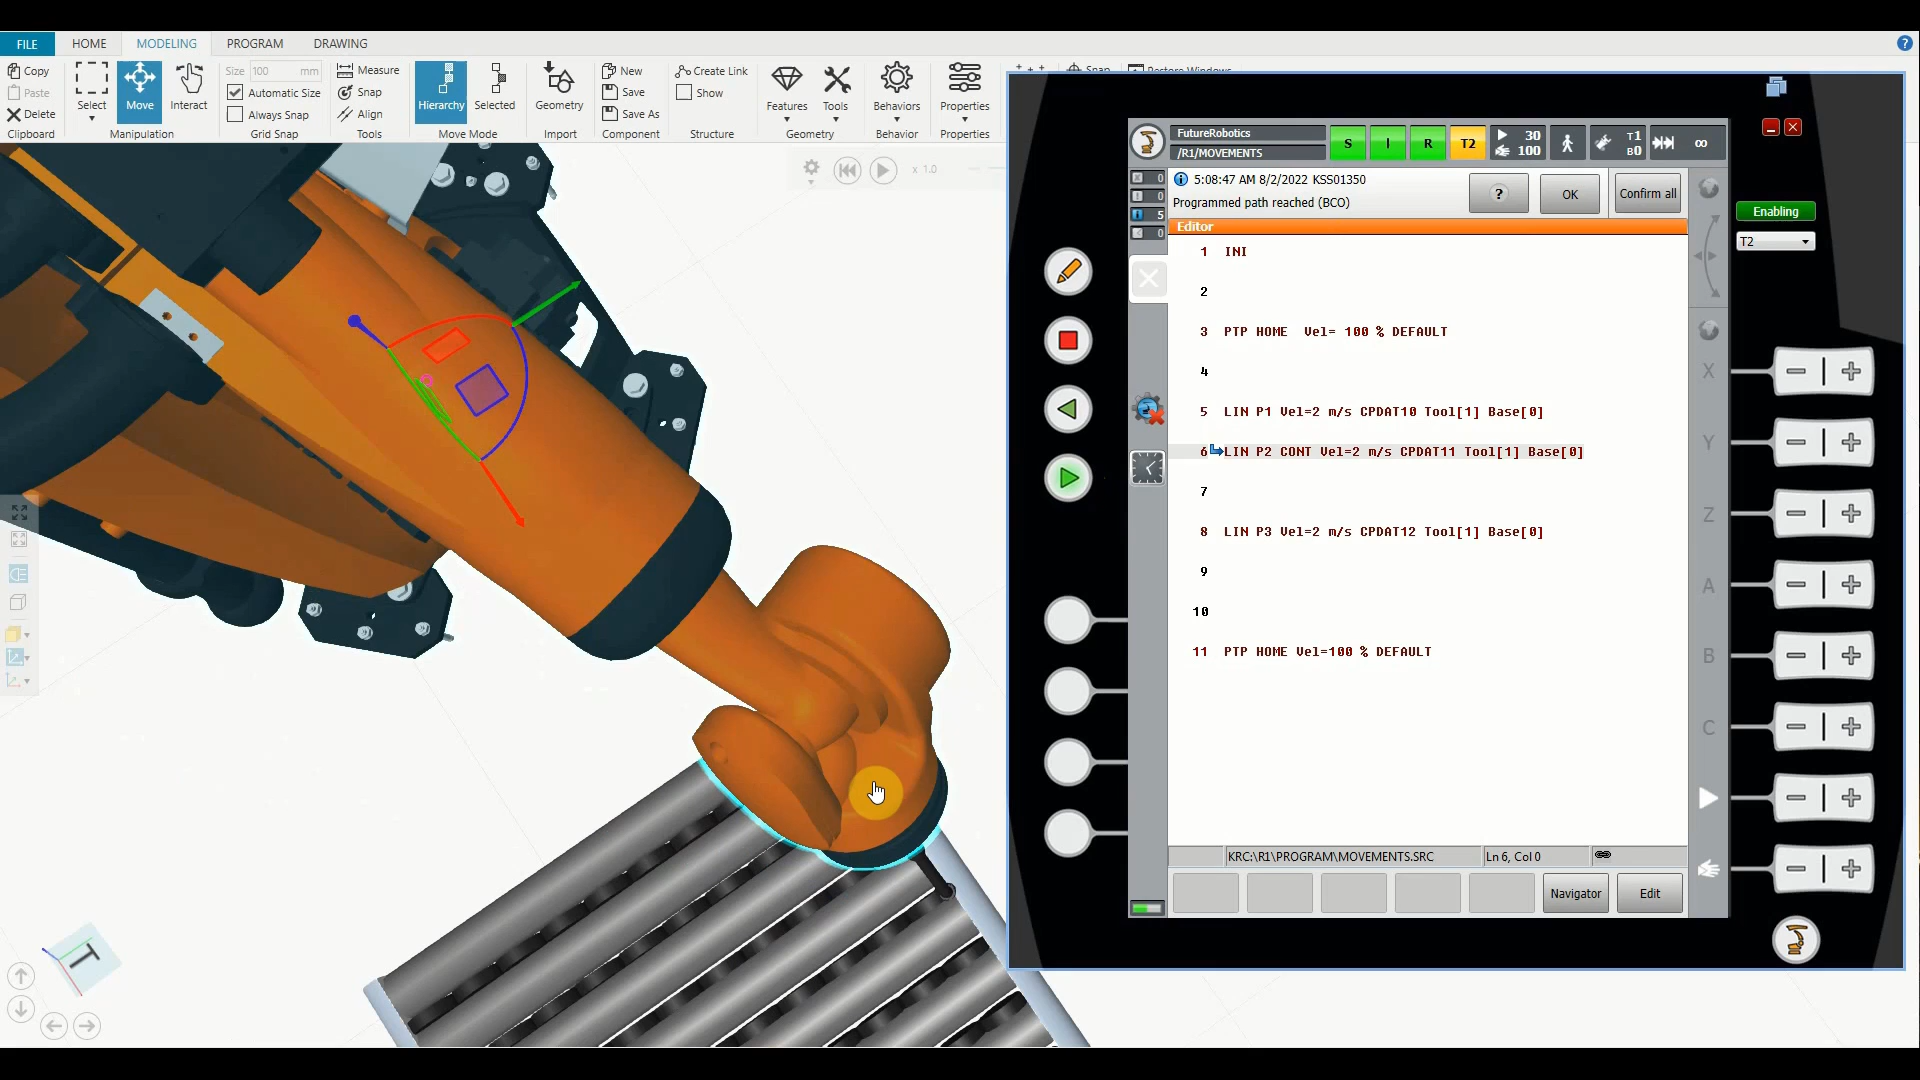 FILE HOME MODELING PROGRAM DRAWING ?
Copy
Paste
Delete
Clipboard
Select Move Interact
Manipulation
Size 100 mm
Automatic Size
Always Snap
Grid Snap
Measure
Snap
Align
Tools
Hierarchy Selected
Move Mode
Geometry
Import
New
Save
Save As
Component
Create Link
Show
Structure
Features Tools
Geometry
Behaviors
Behavior
Properties
Properties
x 1.0
FutureRobotics
/R1/MOVEMENTS
S I R T2 30 100 T1 B0 ∞
0
0
5
0
5:08:47 AM 8/2/2022 KSS01350
Programmed path reached (BCO)
? OK Confirm all
Editor
1 INI
2
3 PTP HOME Vel= 100 % DEFAULT
4
5 LIN P1 Vel=2 m/s CPDAT10 Tool[1] Base[0]
6 LIN P2 CONT Vel=2 m/s CPDAT11 Tool[1] Base[0]
7
8 LIN P3 Vel=2 m/s CPDAT12 Tool[1] Base[0]
9
10
11 PTP HOME Vel=100 % DEFAULT
KRC:\R1\PROGRAM\MOVEMENTS.SRC Ln 6, Col 0
Navigator Edit
Enabling
T2
X
Y
Z
A
B
C
T